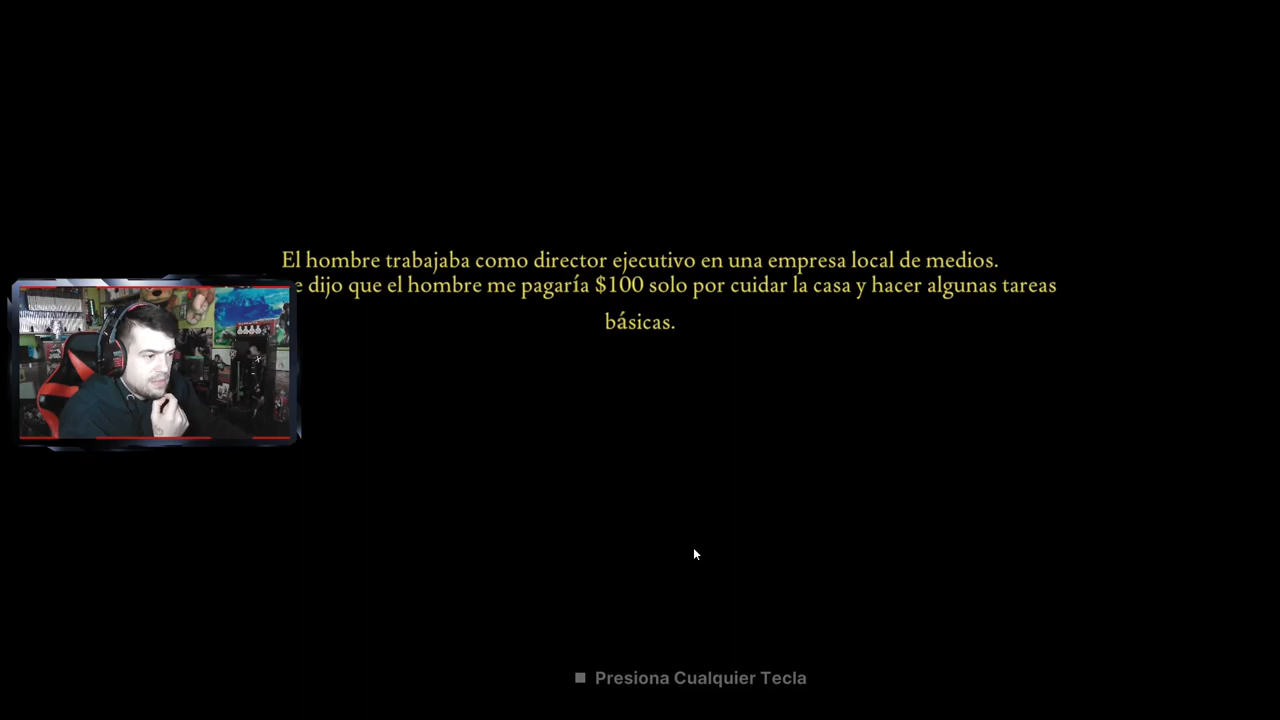 El hombre trabajaba como director ejecutivo en una empresa local de medios.
dijo que el hombre me pagaría $100 solo por cuidar la casa y hacer algunas tareas
básicas.
Presiona Cualquier Tecla